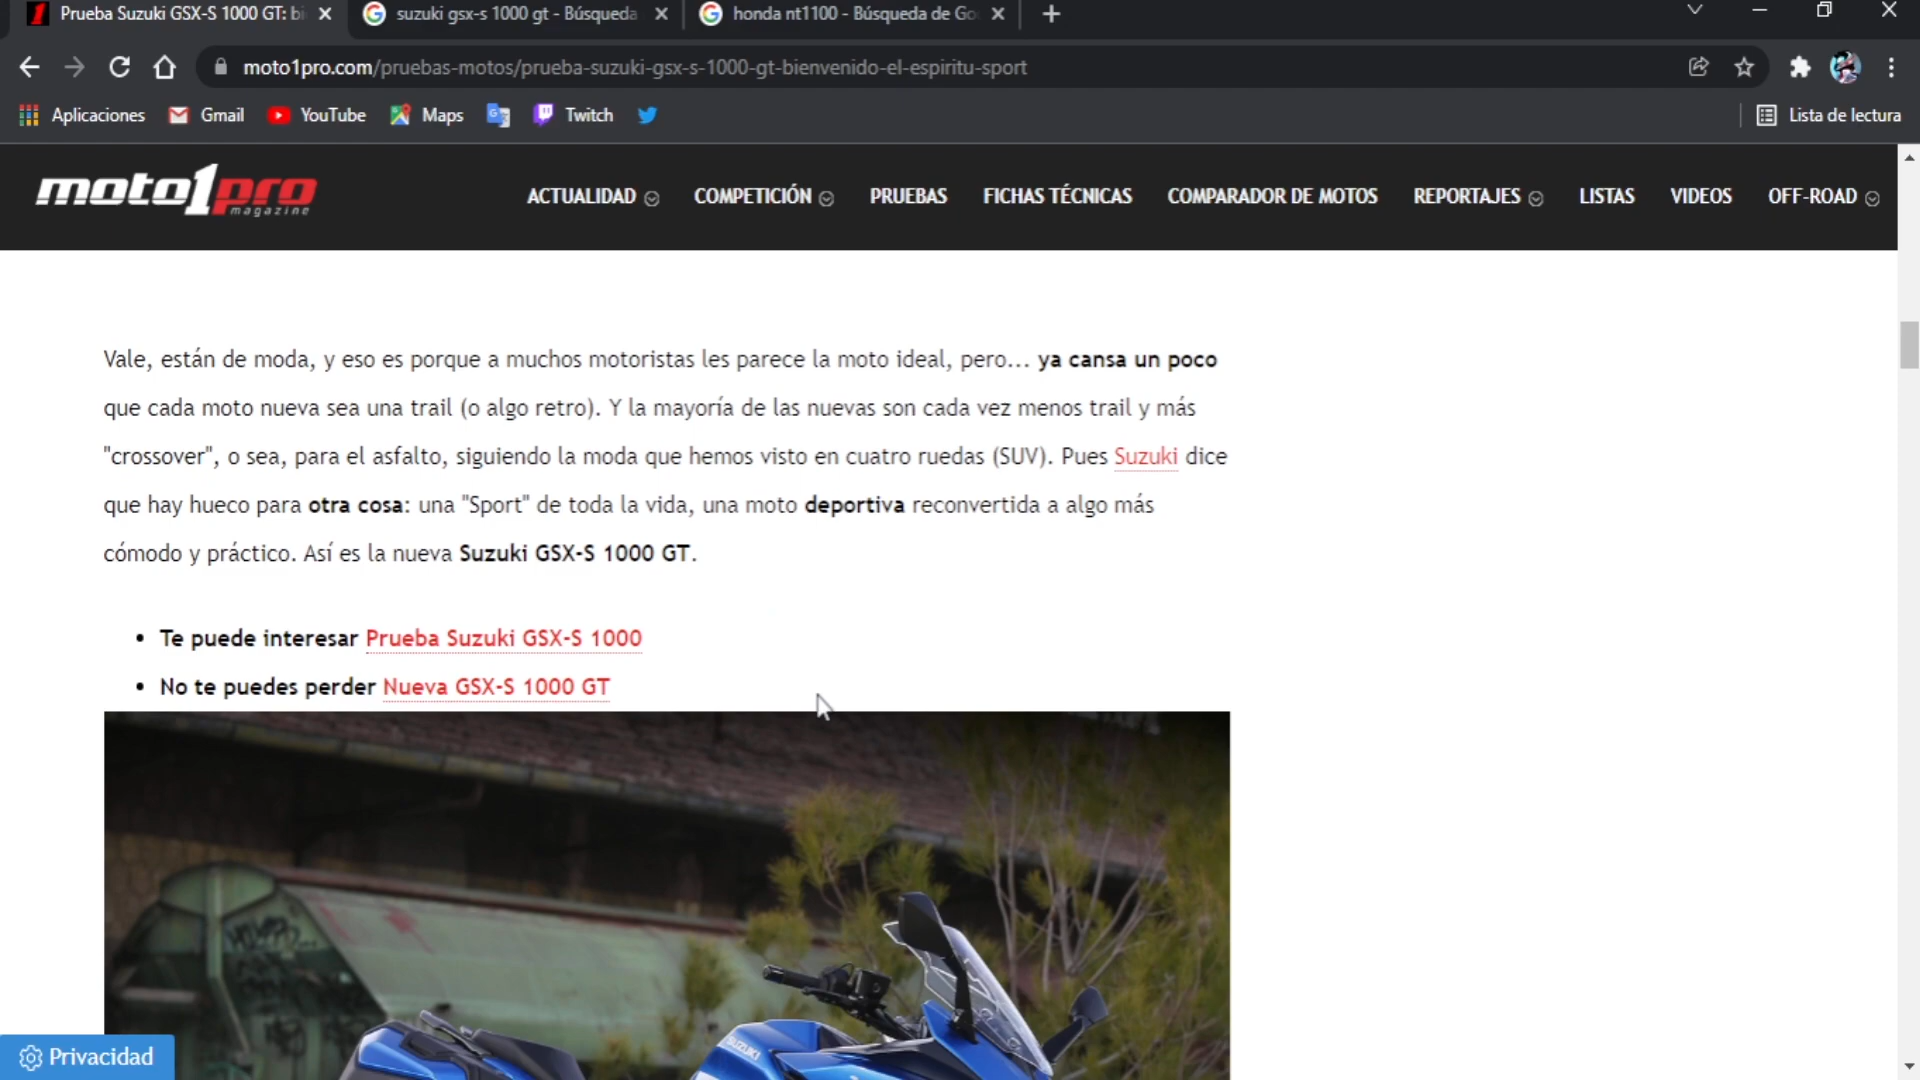 Prueba Suzuki GSX-S 1000 GT: bi
suzuki gsx-s 1000 gt - Búsqueda
honda nt1100 - Búsqueda de Go
moto1pro.com/pruebas-motos/prueba-suzuki-gsx-s-1000-gt-bienvenido-el-espiritu-sport
Aplicaciones Gmail YouTube Maps Twitch Lista de lectura
moto1pro
magazine
ACTUALIDAD COMPETICIÓN PRUEBAS FICHAS TÉCNICAS COMPARADOR DE MOTOS REPORTAJES LISTAS VIDEOS OFF-ROAD
Vale, están de moda, y eso es porque a muchos motoristas les parece la moto ideal, pero... ya cansa un poco
que cada moto nueva sea una trail (o algo retro). Y la mayoría de las nuevas son cada vez menos trail y más
"crossover", o sea, para el asfalto, siguiendo la moda que hemos visto en cuatro ruedas (SUV). Pues Suzuki dice
que hay hueco para otra cosa: una "Sport" de toda la vida, una moto deportiva reconvertida a algo más
cómodo y práctico. Así es la nueva Suzuki GSX-S 1000 GT.
• Te puede interesar Prueba Suzuki GSX-S 1000
• No te puedes perder Nueva GSX-S 1000 GT
SUZUKI
Privacidad